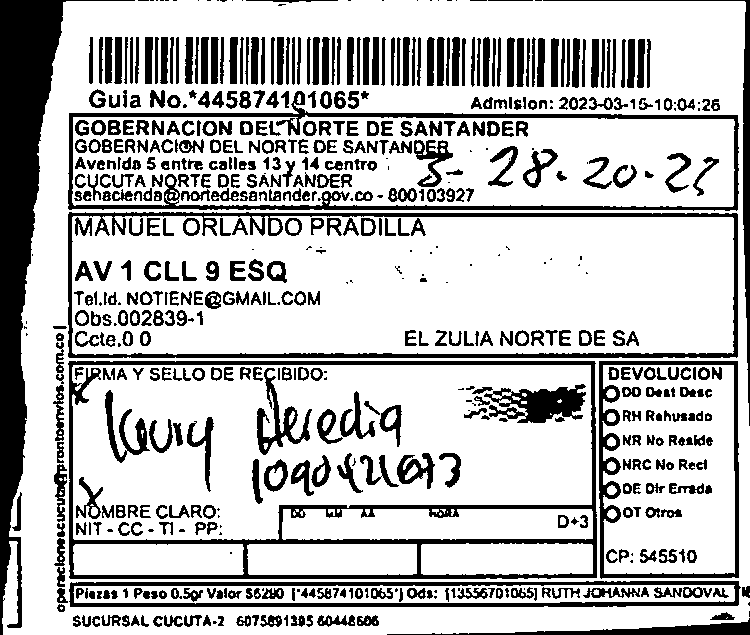 Guia No.*445874101065*
Admision: 2023-03-15-10:04:26
GOBERNACION DEL NORTE DE SANTANDER
GOBERNACION DEL NORTE DE SANTANDER
Avenida 5 entre calles 13 y 14 centro
CUCUTA NORTE DE SANTANDER
sehacienda@nortedesantander.gov.co - 800103927
MANUEL ORLANDO PRADILLA
AV 1 CLL 9 ESQ
Tel.Id. NOTIENE@GMAIL.COM
Obs.002839-1
Ccte.0 0
EL ZULIA NORTE DE SA
operacionescucuta@prontoenvios.com.co
FIRMA Y SELLO DE RECIBIDO:
Heredia
NOMBRE CLARO:
NIT - CC - TI - PP:
DD MM AA HORA
D+3
DEVOLUCION
DD Dest Desc
RH Rehusado
NR No Reside
NRC No Recl
DE Dir Errada
OT Otros
CP: 545510
Piezas 1 Peso 0.5gr Valor $6280 [*445874101065*] Ods: [13556701065] RUTH JOHANNA SANDOVAL
SUCURSAL CUCUTA-2 6075891395 60448606